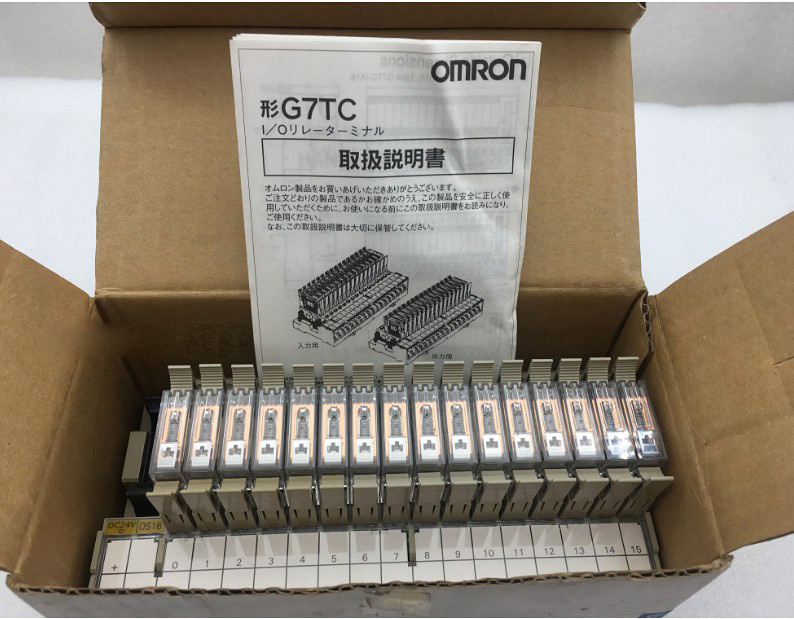 OMRON
形G7TC
I/Oリレーターミナル
取扱説明書
オムロン製品をお買いあげいただきありがとうございます。
ご注文どおりの製品であるかお確かめのうえ、この製品を安全に正しく使
用していただくために、お使いになる前にこの取扱説明書をお読みになり、
ご使用ください。
なお、この取扱説明書は大切に保管してください。
入力用
出力用
DC24V OS16
+ - 0 1 2 3 4 5 6 7 8 9 10 11 12 13 14 15